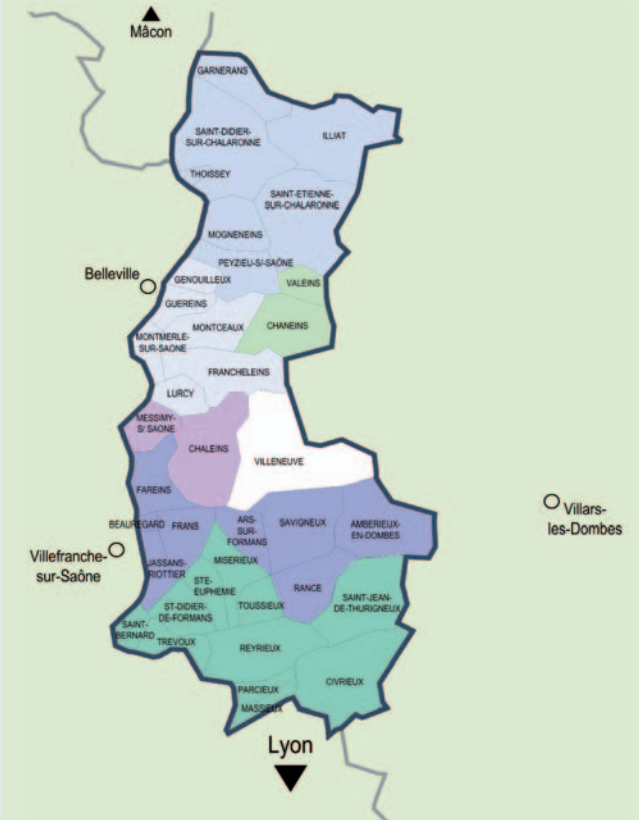 Mâcon
GARNERANS
SAINT-DIDIER-
SUR-CHALARONNE
ILLIAT
THOISSEY
SAINT-ETIENNE-
SUR-CHALARONNE
MOGNENEINS
PEYZIEU-S/-SAÔNE
Belleville
GENOUILLEUX
VALEINS
GUEREINS
MONTCEAUX
CHANEINS
MONTMERLE-
SUR-SAONE
FRANCHELEINS
LURCY
MESSIMY-
S/ SAONE
CHALEINS
VILLENEUVE
FAREINS
BEAUREGARD
FRANS
ARS-
SUR-
FORMANS
SAVIGNEUX
AMBERIEUX-
EN-DOMBES
Villars-
les-Dombes
Villefranche-
sur-Saône
JASSANS-
RIOTTIER
MISERIEUX
STE-
EUPHEMIE
RANCE
SAINT-JEAN-
DE-THURIGNEUX
ST-DIDIER-
DE-FORMANS
TOUSSIEUX
SAINT-
BERNARD
TREVOUX
REYRIEUX
CIVRIEUX
PARCIEUX
MASSIEUX
Lyon